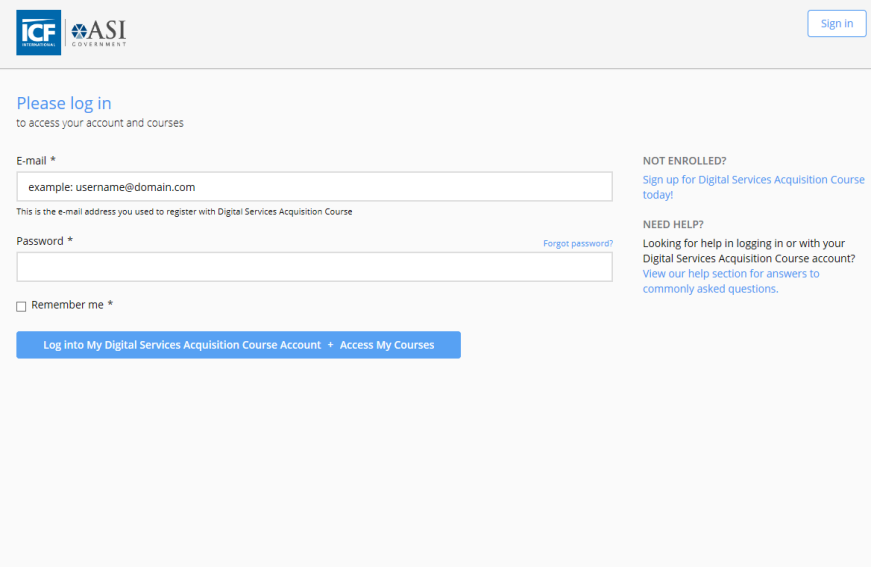 ICF
INTERNATIONAL
ASI
GOVERNMENT
Sign in
Please log in
to access your account and courses
E-mail *
example: username@domain.com
This is the e-mail address you used to register with Digital Services Acquisition Course
Password *
Forgot password?
Remember me *
Log into My Digital Services Acquisition Course Account + Access My Courses
NOT ENROLLED?
Sign up for Digital Services Acquisition Course
today!
NEED HELP?
Looking for help in logging in or with your
Digital Services Acquisition Course account?
View our help section for answers to
commonly asked questions.